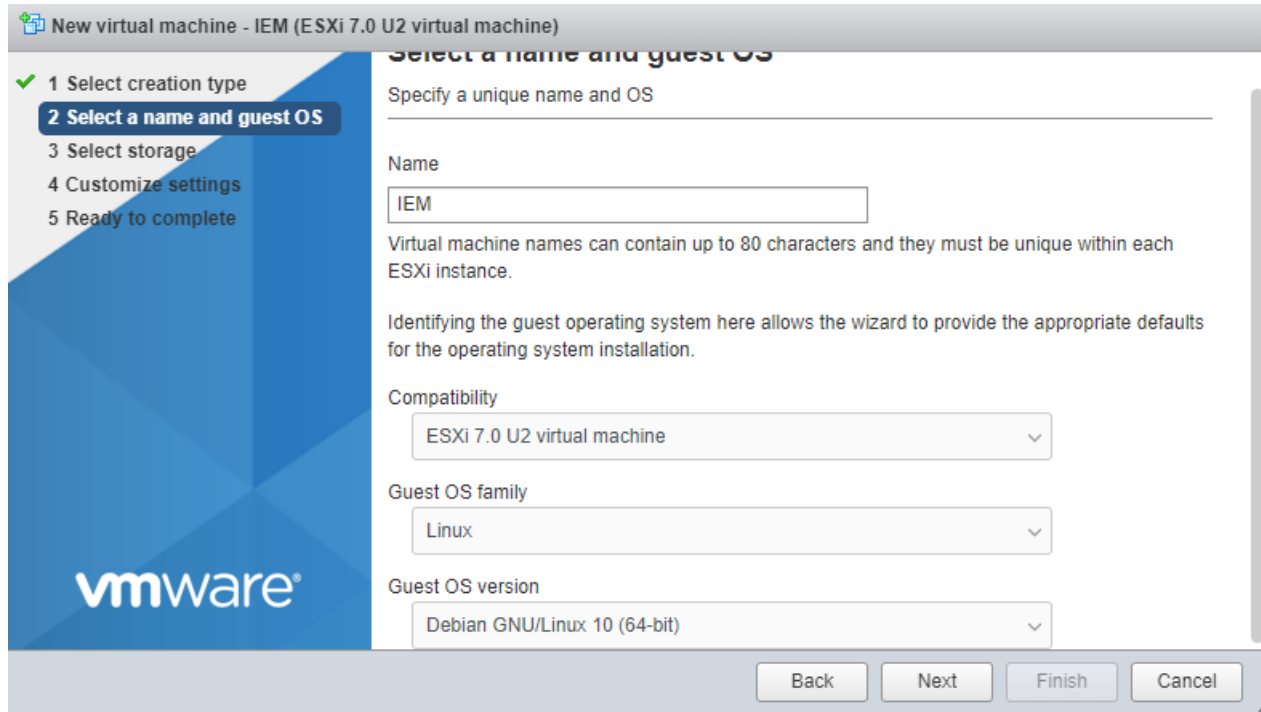 New virtual machine - IEM (ESXi 7.0 U2 virtual machine)
1 Select creation type
2 Select a name and guest OS
3 Select storage
4 Customize settings
5 Ready to complete
vmware®
Select a name and guest OS
Specify a unique name and OS
Name
IEM
Virtual machine names can contain up to 80 characters and they must be unique within each
ESXi instance.
Identifying the guest operating system here allows the wizard to provide the appropriate defaults
for the operating system installation.
Compatibility
ESXi 7.0 U2 virtual machine
Guest OS family
Linux
Guest OS version
Debian GNU/Linux 10 (64-bit)
Back
Next
Finish
Cancel